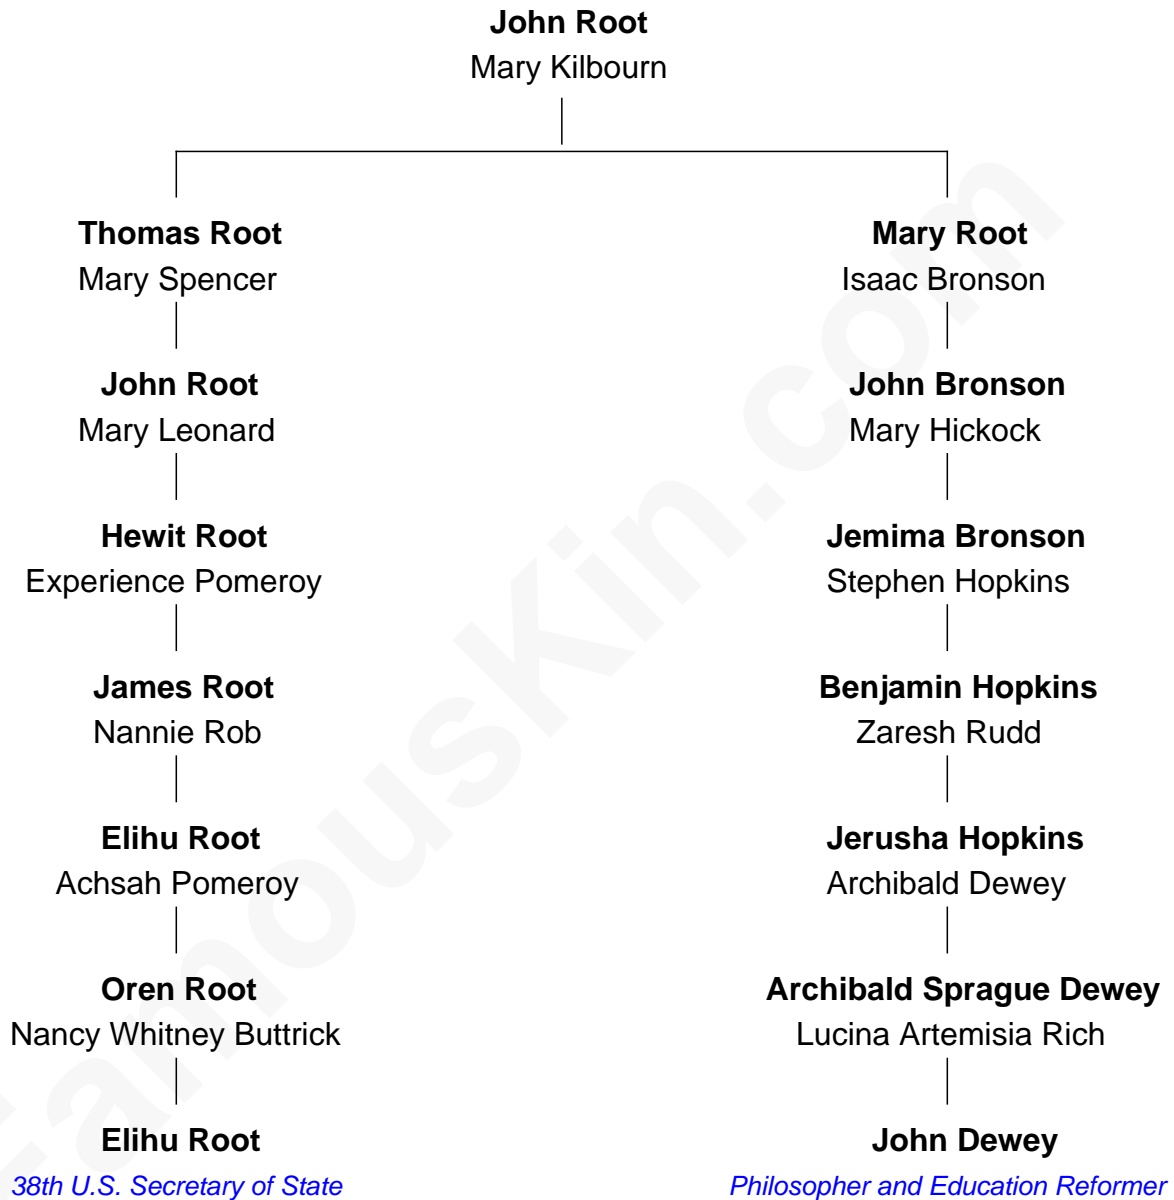 John Root
Mary Kilbourn
Thomas Root
Mary Spencer
Mary Root
Isaac Bronson
John Root
Mary Leonard
John Bronson
Mary Hickock
Hewit Root
Experience Pomeroy
Jemima Bronson
Stephen Hopkins
James Root
Nannie Rob
Benjamin Hopkins
Zaresh Rudd
Elihu Root
Achsah Pomeroy
Jerusha Hopkins
Archibald Dewey
Oren Root
Nancy Whitney Buttrick
Archibald Sprague Dewey
Lucina Artemisia Rich
Elihu Root
38th U.S. Secretary of State
John Dewey
Philosopher and Education Reformer
FamousKin.com